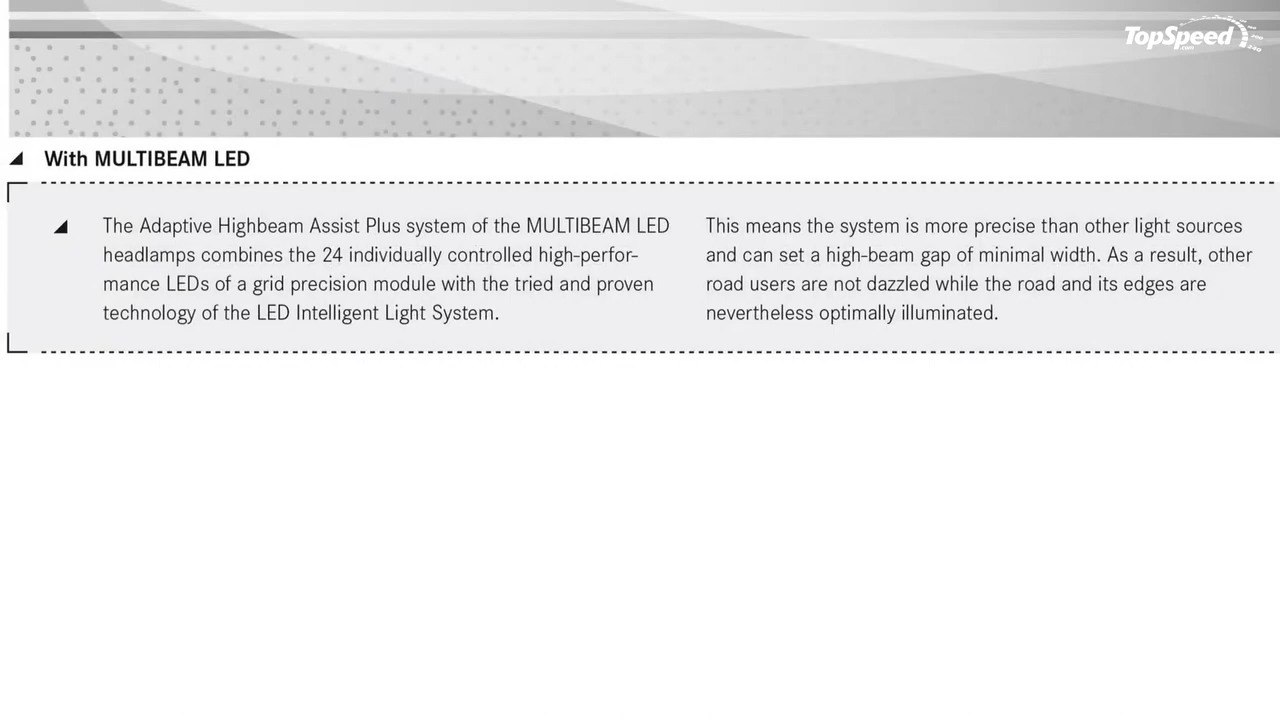 TopSpeed
.com
With MULTIBEAM LED
The Adaptive Highbeam Assist Plus system of the MULTIBEAM LED
headlamps combines the 24 individually controlled high-perfor-
mance LEDs of a grid precision module with the tried and proven
technology of the LED Intelligent Light System.
This means the system is more precise than other light sources
and can set a high-beam gap of minimal width. As a result, other
road users are not dazzled while the road and its edges are
nevertheless optimally illuminated.